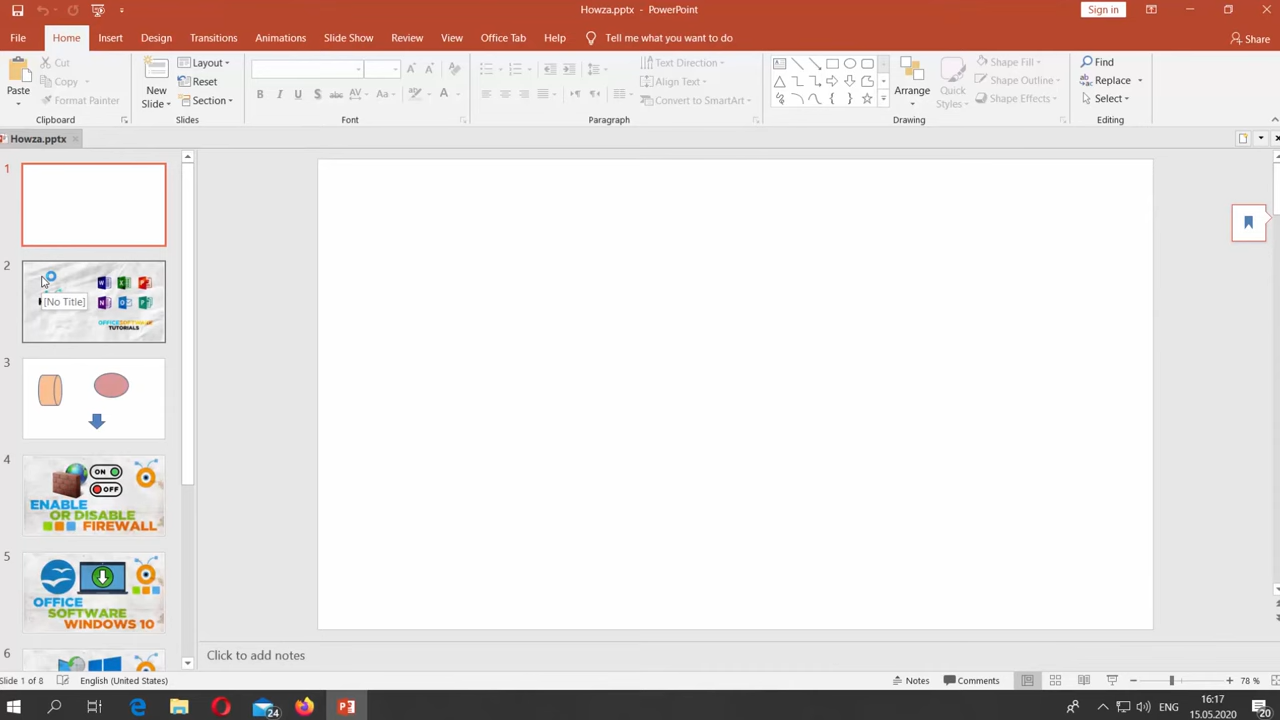 Howza.pptx - PowerPoint
Sign in
File Home Insert Design Transitions Animations Slide Show Review View Office Tab Help Tell me what you want to do
Share
Paste
Cut
Copy
Format Painter
Clipboard
New
Slide
Layout
Reset
Section
Slides
B I U S abc AV Aa A
Font
Text Direction
Align Text
Convert to SmartArt
Paragraph
Arrange
Quick
Styles
Shape Fill
Shape Outline
Shape Effects
Drawing
Find
Replace
Select
Editing
Howza.pptx
1
2
[No Title]
OFFICE SOFTWARE
TUTORIALS
3
4
ON
OFF
ENABLE
OR DISABLE
FIREWALL
5
OFFICE
SOFTWARE
WINDOWS 10
6
Click to add notes
Slide 1 of 8 English (United States)
Notes Comments 78 %
24
ENG
16:17
15.05.2020
20